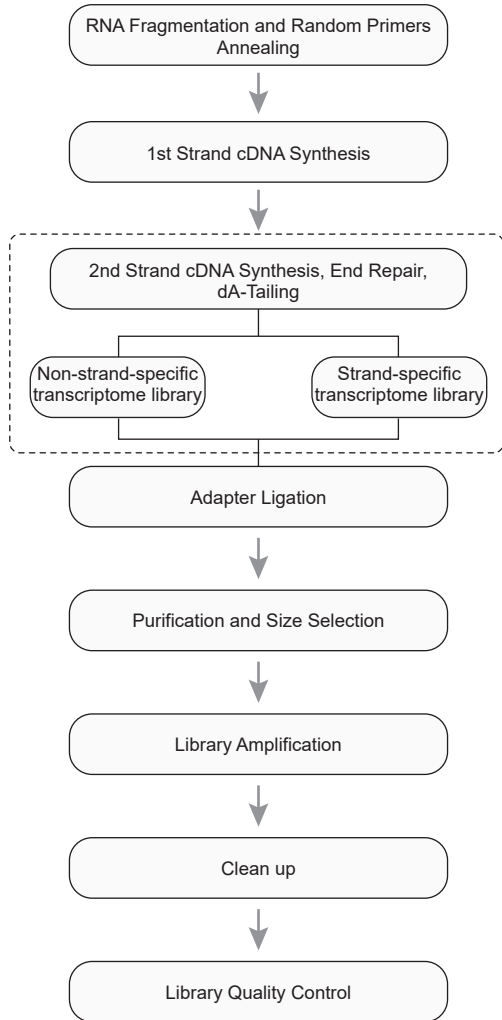 RNA Fragmentation and Random Primers
Annealing
1st Strand cDNA Synthesis
2nd Strand cDNA Synthesis, End Repair,
dA-Tailing
Non-strand-specific
transcriptome library
Strand-specific
transcriptome library
Adapter Ligation
Purification and Size Selection
Library Amplification
Clean up
Library Quality Control